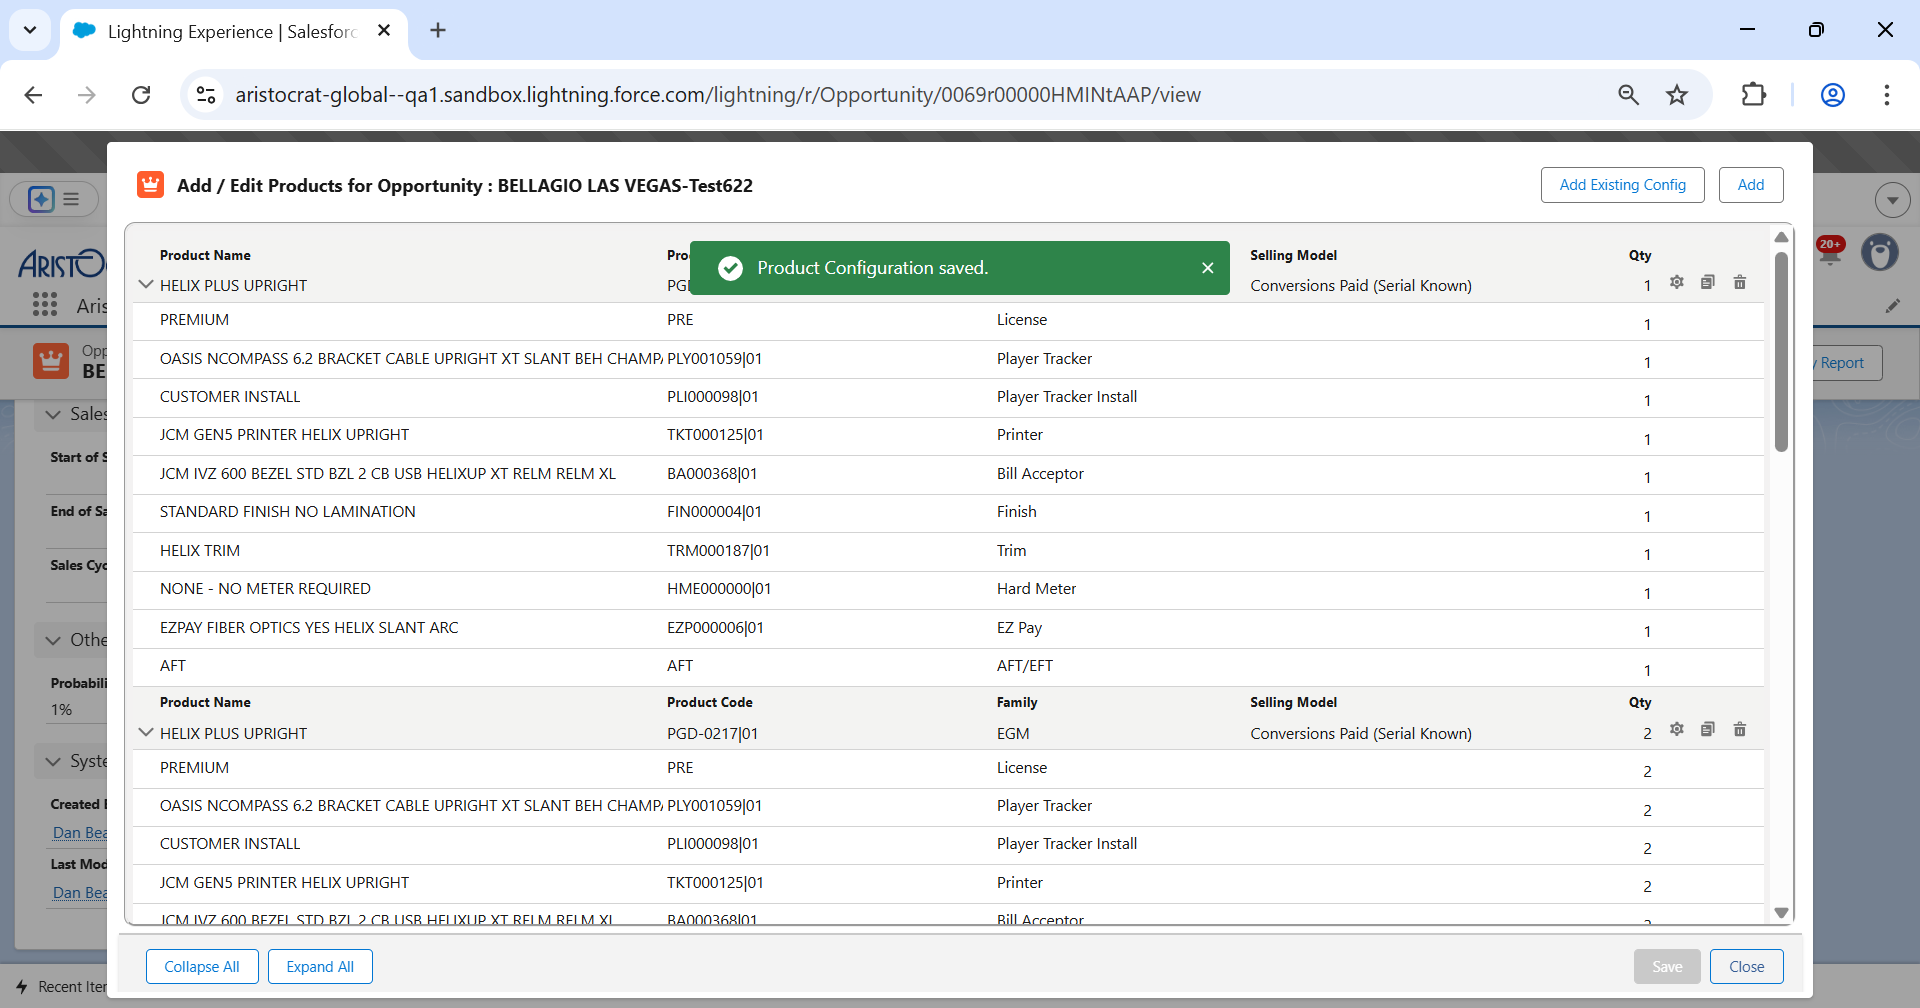 Lightning Experience | Salesforc
aristocrat-global--qa1.sandbox.lightning.force.com/lightning/r/Opportunity/0069r00000HMINtAAP/view
Add / Edit Products for Opportunity : BELLAGIO LAS VEGAS-Test622
Add Existing Config
Add
Product Name Pro Selling Model Qty
Product Configuration saved.
HELIX PLUS UPRIGHT PGI Conversions Paid (Serial Known) 1
PREMIUM PRE License 1
OASIS NCOMPASS 6.2 BRACKET CABLE UPRIGHT XT SLANT BEH CHAMPA PLY001059|01 Player Tracker 1
CUSTOMER INSTALL PLI000098|01 Player Tracker Install 1
JCM GEN5 PRINTER HELIX UPRIGHT TKT000125|01 Printer 1
JCM IVZ 600 BEZEL STD BZL 2 CB USB HELIXUP XT RELM RELM XL BA000368|01 Bill Acceptor 1
STANDARD FINISH NO LAMINATION FIN000004|01 Finish 1
HELIX TRIM TRM000187|01 Trim 1
NONE - NO METER REQUIRED HME000000|01 Hard Meter 1
EZPAY FIBER OPTICS YES HELIX SLANT ARC EZP000006|01 EZ Pay 1
AFT AFT AFT/EFT 1
Product Name Product Code Family Selling Model Qty
HELIX PLUS UPRIGHT PGD-0217|01 EGM Conversions Paid (Serial Known) 2
PREMIUM PRE License 2
OASIS NCOMPASS 6.2 BRACKET CABLE UPRIGHT XT SLANT BEH CHAMPA PLY001059|01 Player Tracker 2
CUSTOMER INSTALL PLI000098|01 Player Tracker Install 2
JCM GEN5 PRINTER HELIX UPRIGHT TKT000125|01 Printer 2
JCM IVZ 600 BEZEL STD BZL 2 CB USB HELIXUP XT RELM RELM XL BA000368|01 Bill Acceptor 2
Collapse All
Expand All
Save
Close
ARISTO
Aris
Opp
BE
Sales
Start of S
End of Sa
Sales Cyc
Othe
Probabili
1%
Syste
Created B
Dan Bea
Last Mod
Dan Bea
Recent Iter
20+
y Report